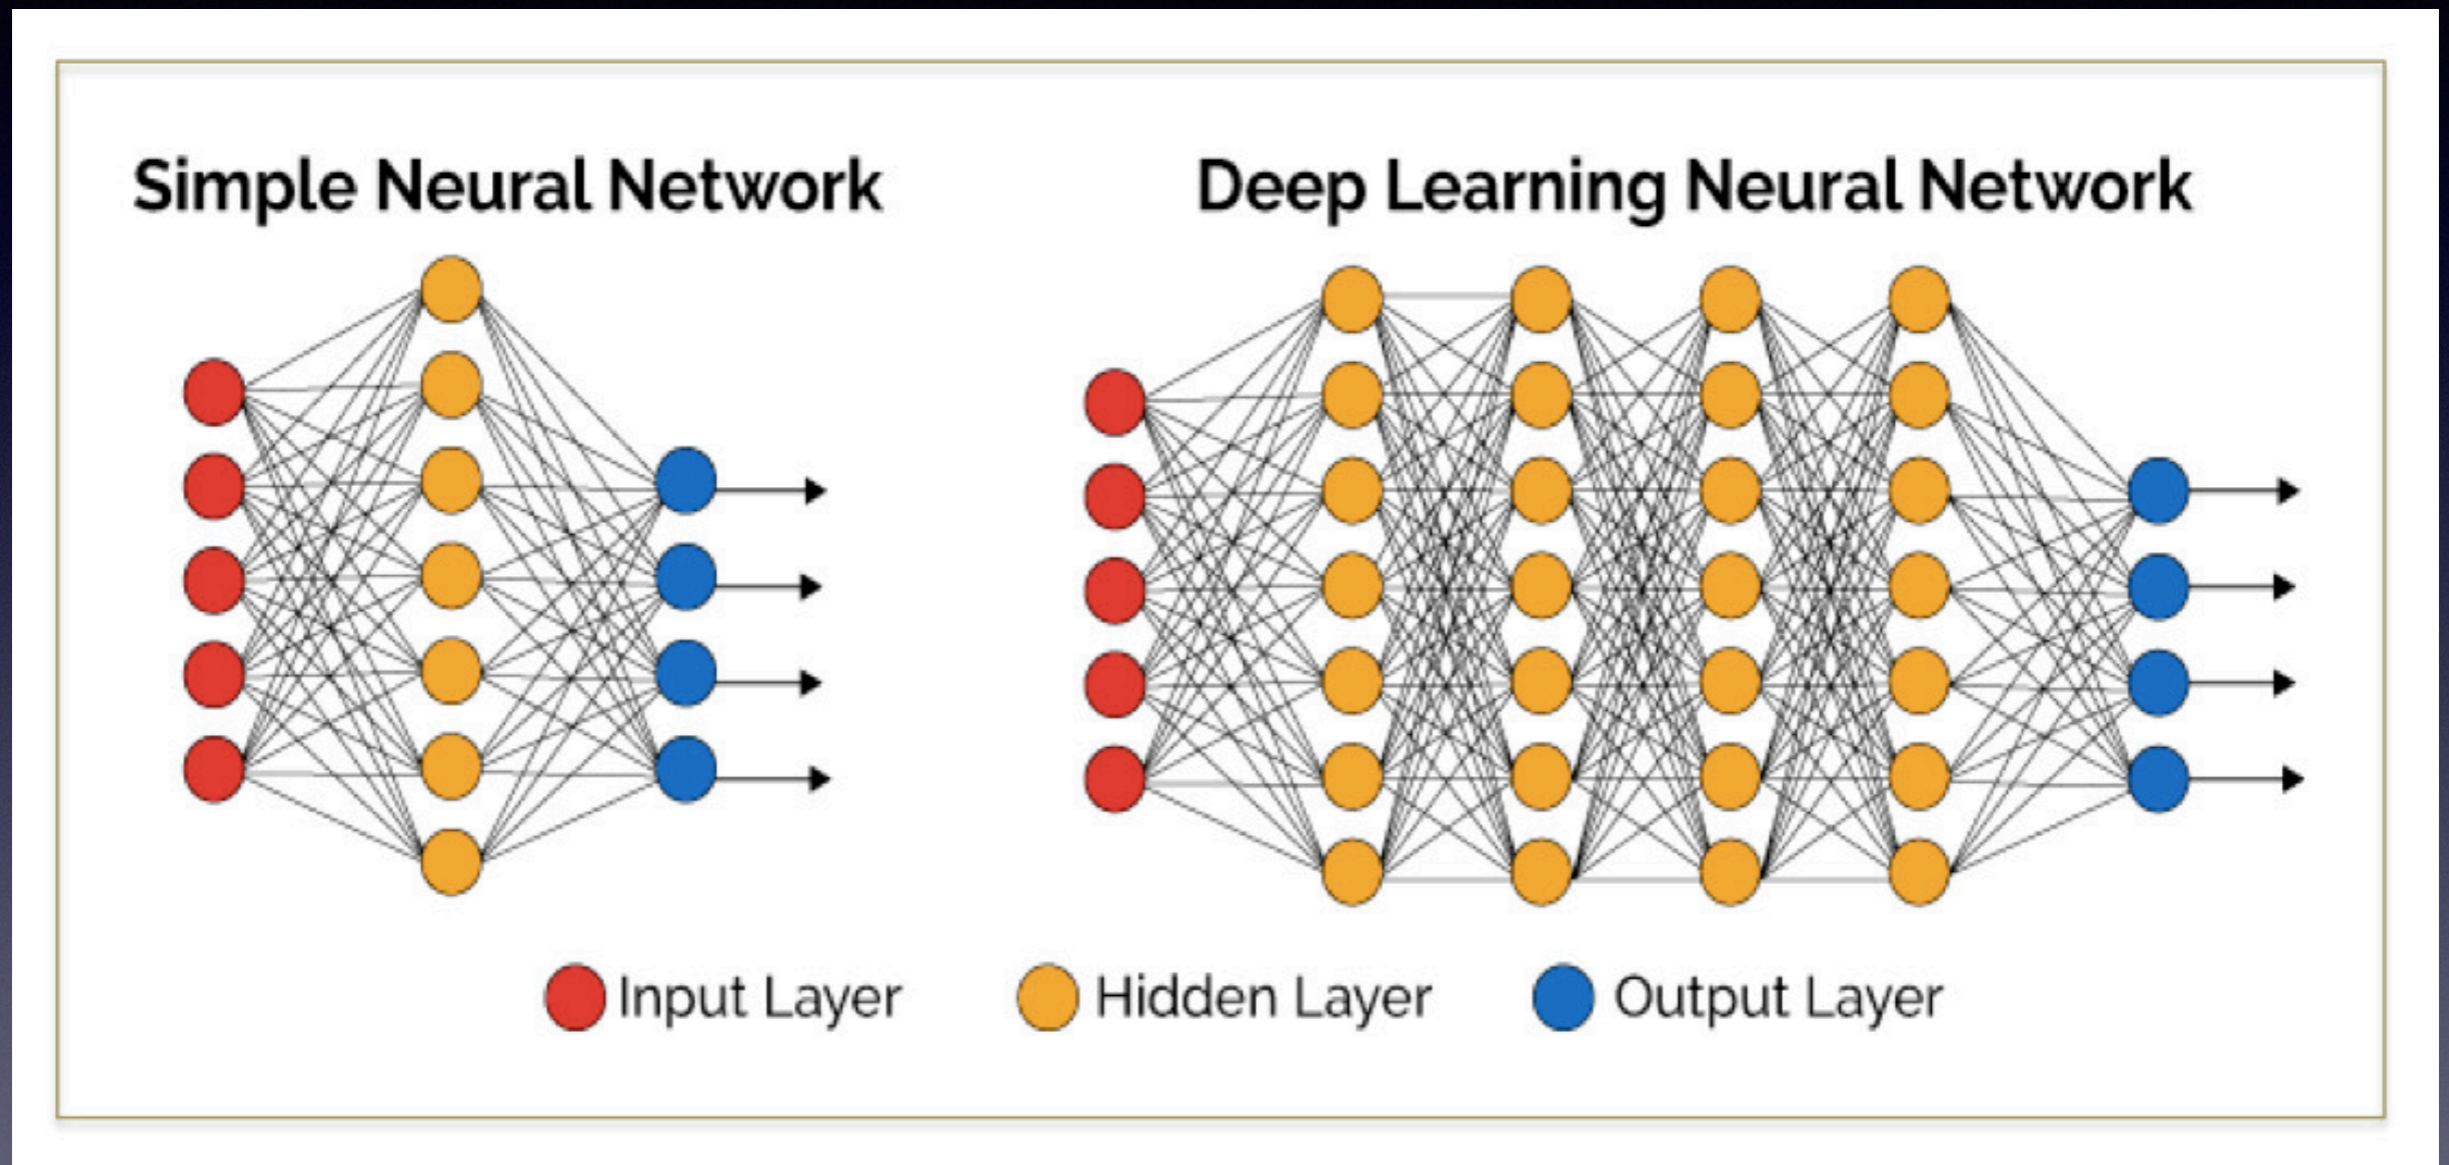 Simple Neural Network
Deep Learning Neural Network
Input Layer
Hidden Layer
Output Layer